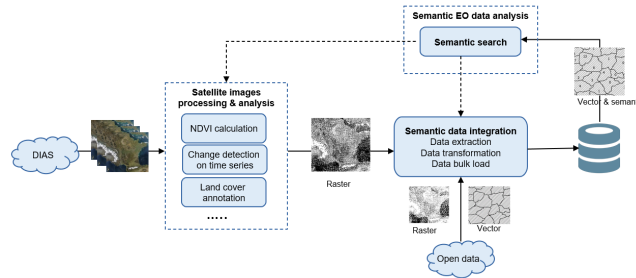 Semantic EO data analysis
Semantic search
Satellite images
processing & analysis
NDVI calculation
Change detection
on time series
Land cover
annotation
.....
DIAS
Raster
Semantic data integration
Data extraction
Data transformation
Data bulk load
Vector & seman
Raster
Vector
Open data